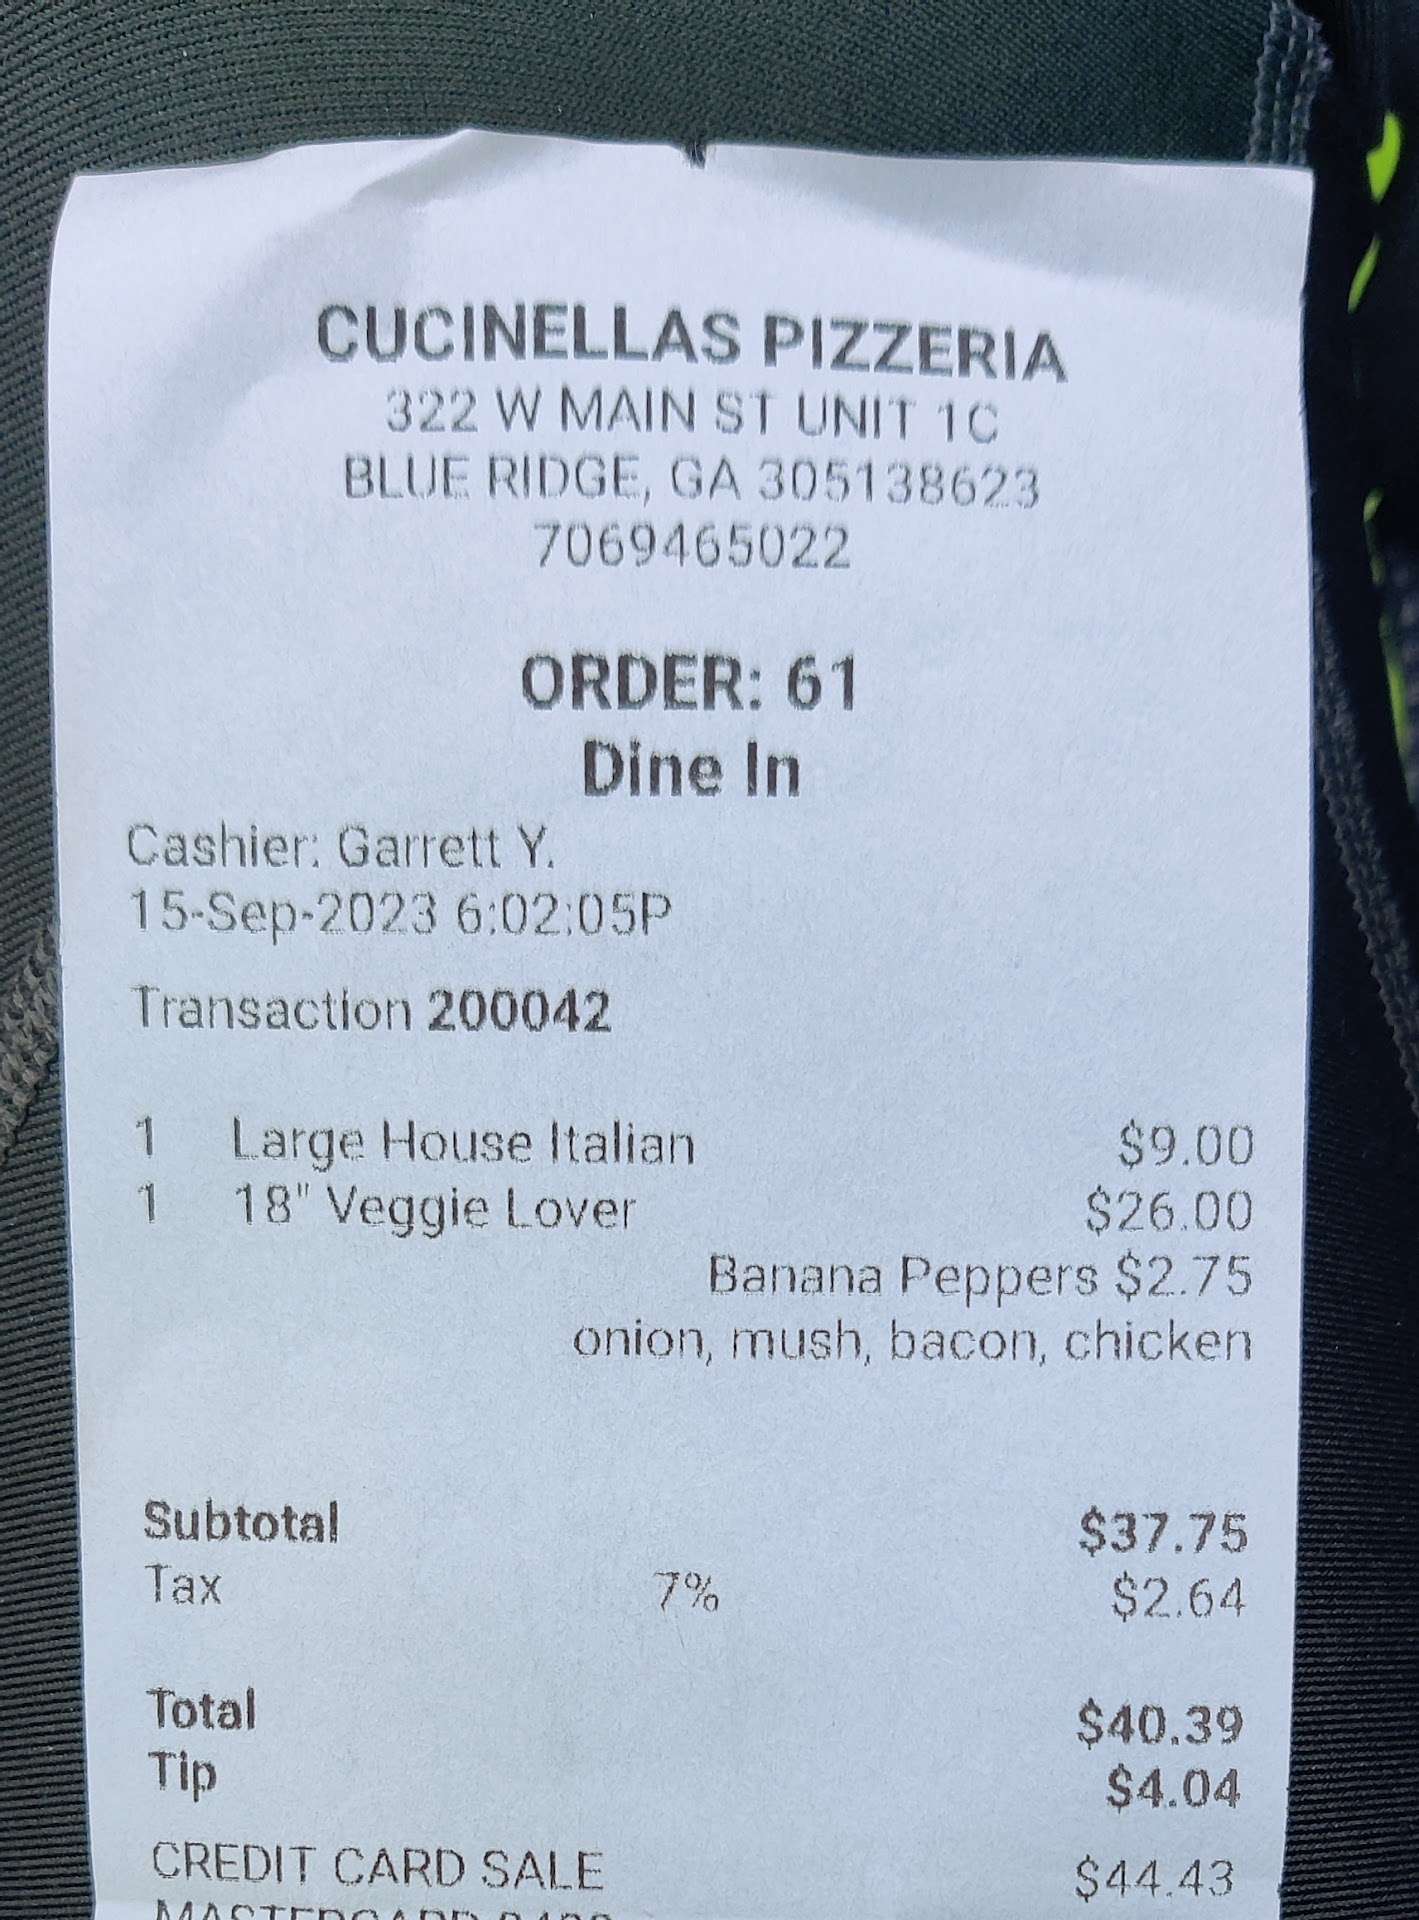 CUCINELLAS PIZZERIA
322 W MAIN ST UNIT 1C
BLUE RIDGE, GA 305138623
7069465022
ORDER: 61
Dine In
Cashier: Garrett Y.
15-Sep-2023 6:02:05P
Transaction 200042
1 Large House Italian $9.00
1 18" Veggie Lover $26.00
Banana Peppers $2.75
onion, mush, bacon, chicken
Subtotal $37.75
Tax 7% $2.64
Total $40.39
Tip $4.04
CREDIT CARD SALE $44.43
MASTERCARD